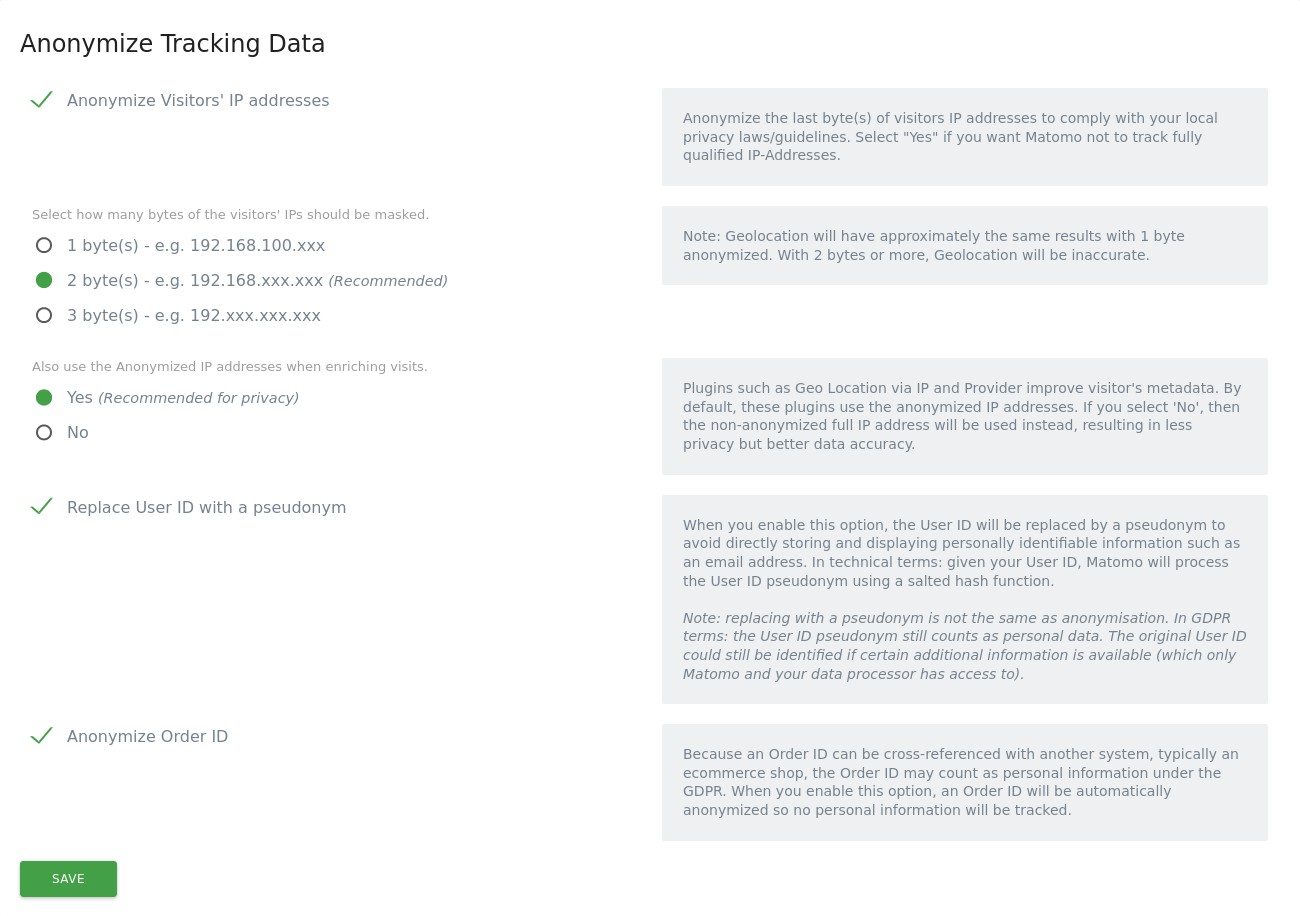 Anonymize Tracking Data
Anonymize Visitors' IP addresses
Anonymize the last byte(s) of visitors IP addresses to comply with your local
privacy laws/guidelines. Select "Yes" if you want Matomo not to track fully
qualified IP-Addresses.
Select how many bytes of the visitors' IPs should be masked.
1 byte(s) - e.g. 192.168.100.xxx
2 byte(s) - e.g. 192.168.xxx.xxx (Recommended)
3 byte(s) - e.g. 192.xxx.xxx.xxx
Note: Geolocation will have approximately the same results with 1 byte
anonymized. With 2 bytes or more, Geolocation will be inaccurate.
Also use the Anonymized IP addresses when enriching visits.
Yes (Recommended for privacy)
No
Plugins such as Geo Location via IP and Provider improve visitor's metadata. By
default, these plugins use the anonymized IP addresses. If you select 'No', then
the non-anonymized full IP address will be used instead, resulting in less
privacy but better data accuracy.
Replace User ID with a pseudonym
When you enable this option, the User ID will be replaced by a pseudonym to
avoid directly storing and displaying personally identifiable information such as
an email address. In technical terms: given your User ID, Matomo will process
the User ID pseudonym using a salted hash function.
Note: replacing with a pseudonym is not the same as anonymisation. In GDPR
terms: the User ID pseudonym still counts as personal data. The original User ID
could still be identified if certain additional information is available (which only
Matomo and your data processor has access to).
Anonymize Order ID
Because an Order ID can be cross-referenced with another system, typically an
ecommerce shop, the Order ID may count as personal information under the
GDPR. When you enable this option, an Order ID will be automatically
anonymized so no personal information will be tracked.
SAVE